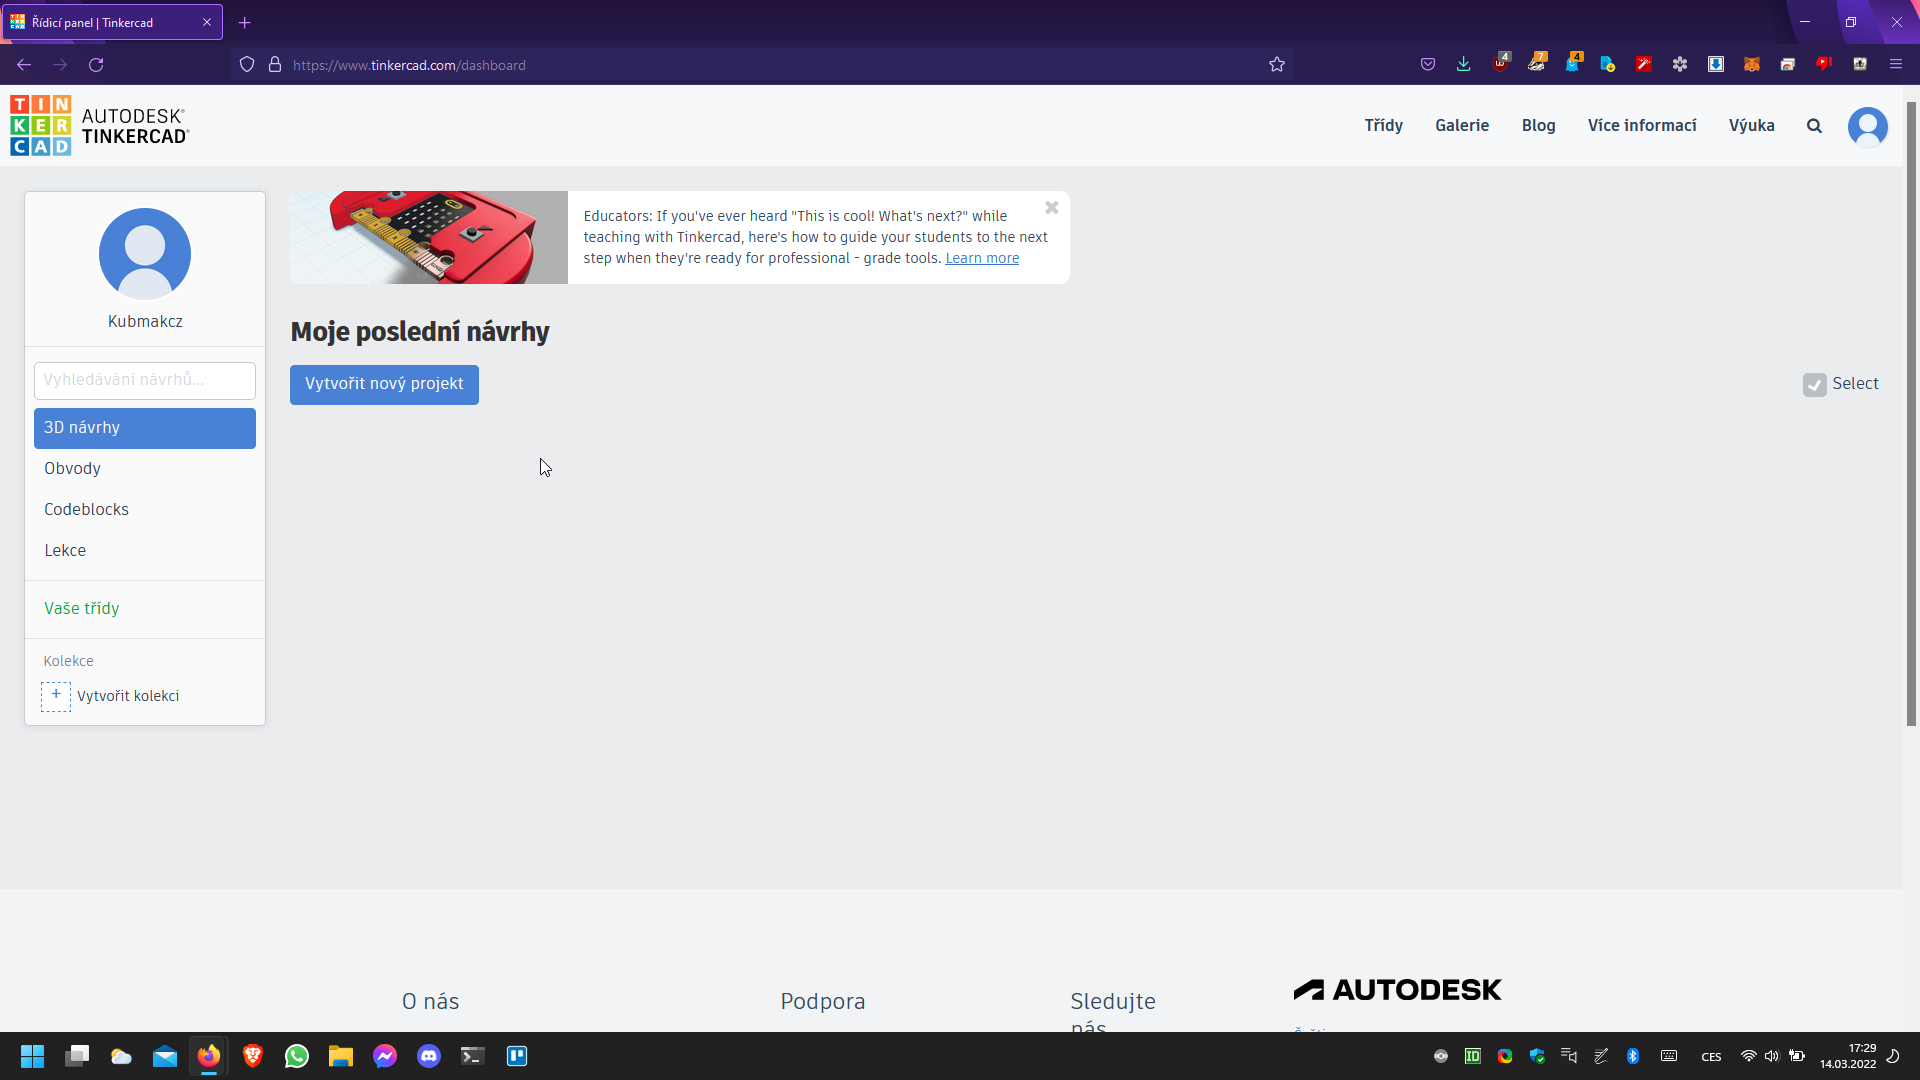 Řídicí panel | Tinkercad
https://www.tinkercad.com/dashboard
4
7
4
TIN
KER
CAD
AUTODESK®
TINKERCAD®
Třídy
Galerie
Blog
Více informací
Výuka
Educators: If you've ever heard "This is cool! What's next?" while
teaching with Tinkercad, here's how to guide your students to the next
step when they're ready for professional - grade tools. Learn more
Kubmakcz
Vyhledávání návrhů...
3D návrhy
Obvody
Codeblocks
Lekce
Vaše třídy
Kolekce
+ Vytvořit kolekci
Moje poslední návrhy
Vytvořit nový projekt
Select
O nás
Podpora
Sledujte
nás
AUTODESK
ID
CES
17:29
14.03.2022